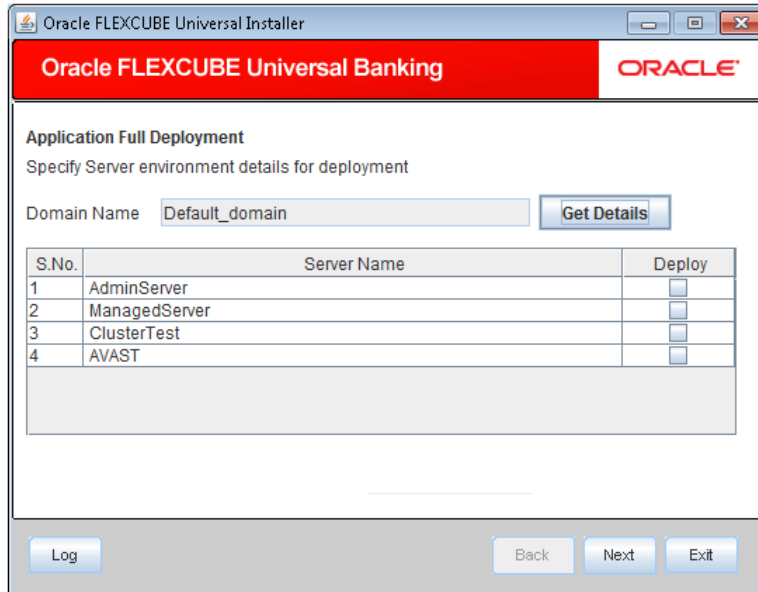 Oracle FLEXCUBE Universal Installer
Oracle FLEXCUBE Universal Banking ORACLE
Application Full Deployment
Specify Server environment details for deployment
Domain Name Default_domain Get Details
S.No. Server Name Deploy
1 AdminServer
2 ManagedServer
3 ClusterTest
4 AVAST
Log Back Next Exit